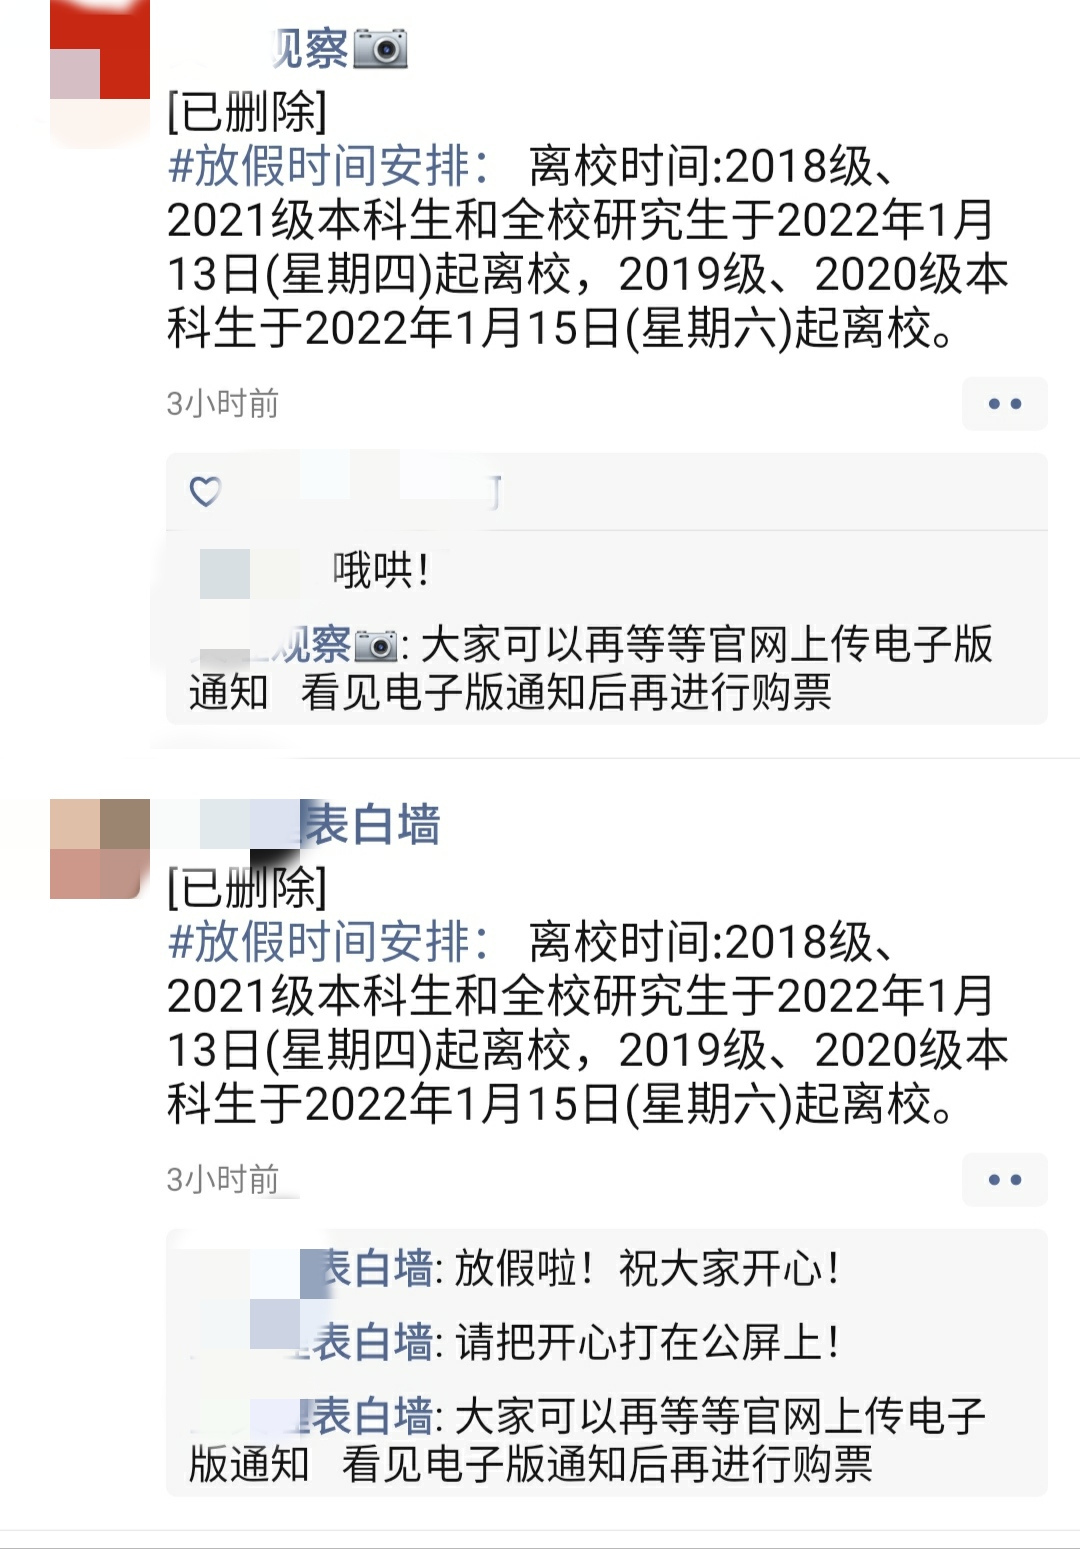 观察
[已删除]
#放假时间安排： 离校时间:2018级、
2021级本科生和全校研究生于2022年1月
13日(星期四)起离校，2019级、2020级本
科生于2022年1月15日(星期六)起离校。
3小时前
哦哄！
观察: 大家可以再等等官网上传电子版
通知 看见电子版通知后再进行购票
表白墙
[已删除]
#放假时间安排： 离校时间:2018级、
2021级本科生和全校研究生于2022年1月
13日(星期四)起离校，2019级、2020级本
科生于2022年1月15日(星期六)起离校。
3小时前
表白墙: 放假啦！祝大家开心！
表白墙: 请把开心打在公屏上！
表白墙: 大家可以再等等官网上传电子
版通知 看见电子版通知后再进行购票